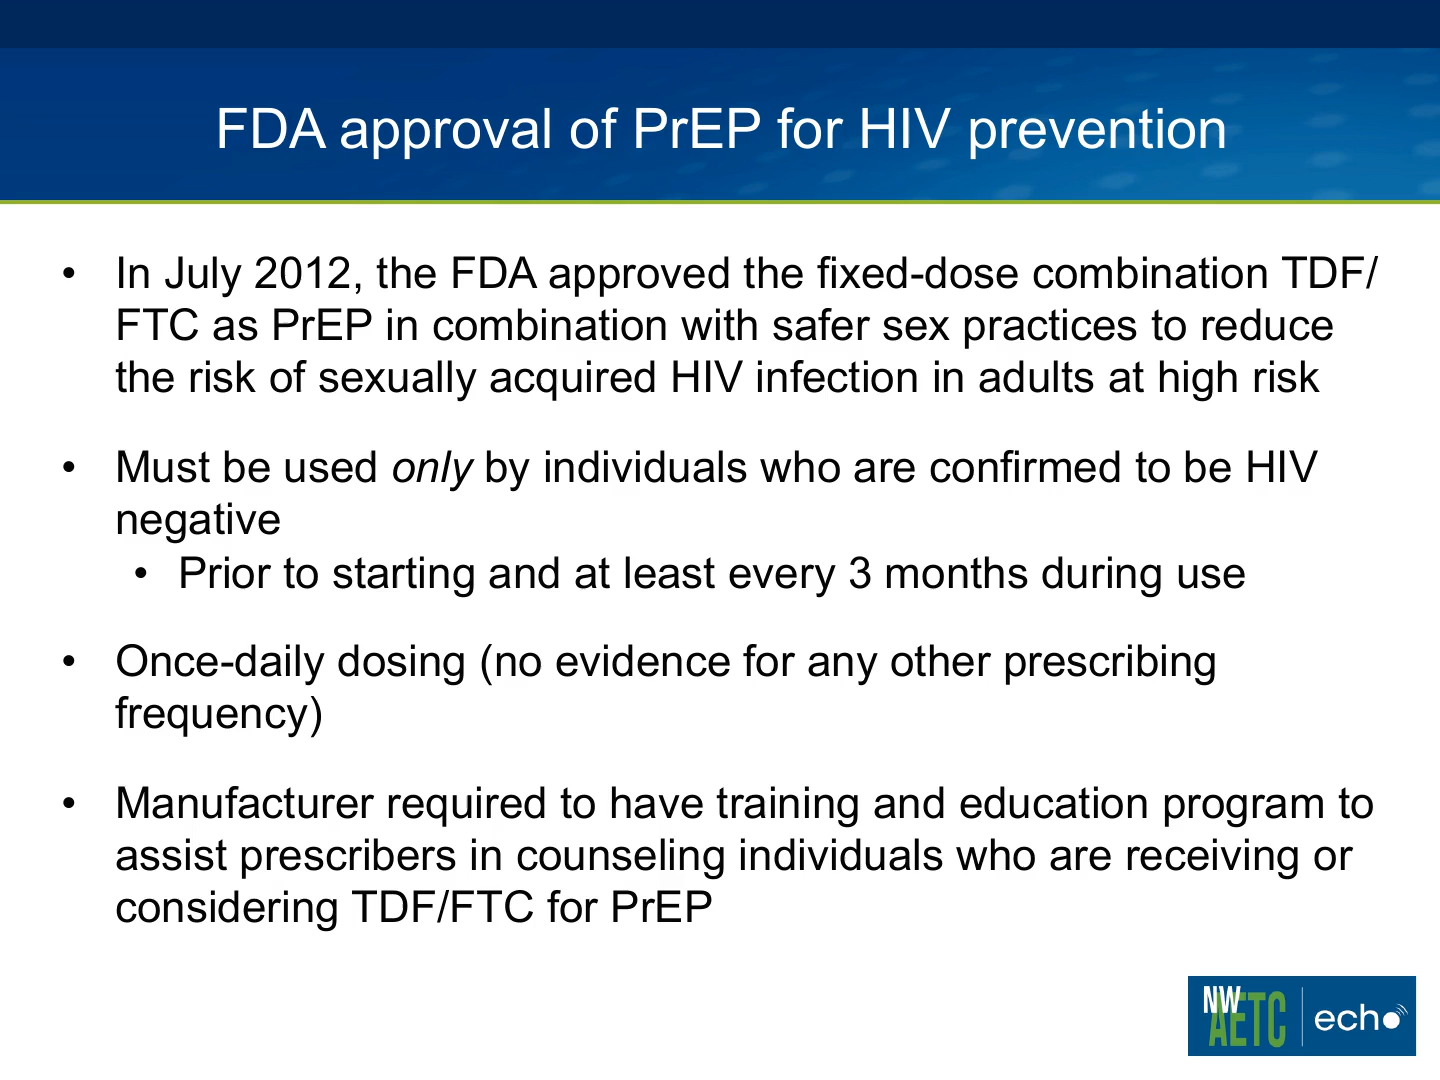 FDA approval of PrEP for HIV prevention
• In July 2012, the FDA approved the fixed-dose combination TDF/
FTC as PrEP in combination with safer sex practices to reduce
the risk of sexually acquired HIV infection in adults at high risk
• Must be used only by individuals who are confirmed to be HIV
negative
• Prior to starting and at least every 3 months during use
• Once-daily dosing (no evidence for any other prescribing
frequency)
• Manufacturer required to have training and education program to
assist prescribers in counseling individuals who are receiving or
considering TDF/FTC for PrEP
NW
AETC
echo